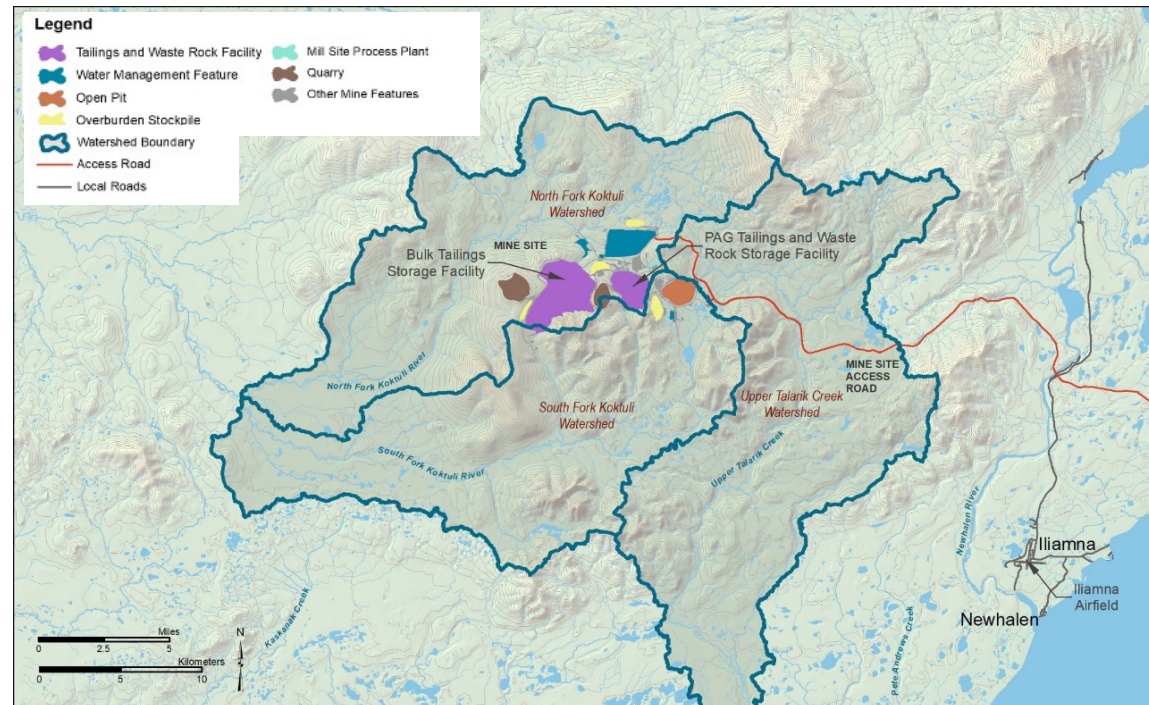 Legend
Tailings and Waste Rock Facility
Water Management Feature
Open Pit
Overburden Stockpile
Watershed Boundary
Access Road
Local Roads
Mill Site Process Plant
Quarry
Other Mine Features
North Fork Koktuli
Watershed
MINE SITE
Bulk Tailings
Storage Facility
PAG Tailings and Waste
Rock Storage Facility
North Fork Koktuli River
MINE SITE
ACCESS
ROAD
South Fork Koktuli
Watershed
Upper Talarik Creek
Watershed
South Fork Koktuli River
Upper Talarik Creek
Newhalen River
Iliamna
Iliamna
Airfield
Newhalen
Kaskanak Creek
Pete Andrews Creek
Miles
0 2.5 5
Kilometers
0 5 10
N